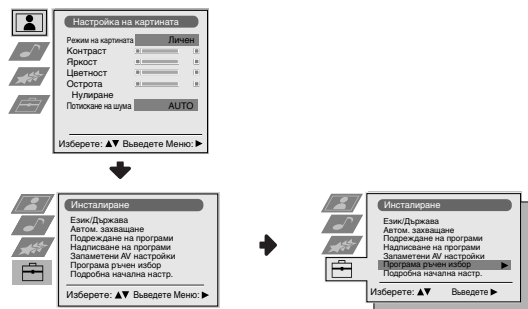 Настройка на картината
Режим на картината Личен
Контраст
Яркост
Цветност
Острота
Нулиране
Потискане на шума AUTO
Изберете: ▲▼ Въведете Меню: ▶
Инсталиране
Език/Държава
Автом. захващане
Подреждане на програми
Надписване на програми
Запаметени AV настройки
Програма ръчен избор
Подробна начална настр.
Изберете: ▲▼ Въведете Меню: ▶
Инсталиране
Език/Държава
Автом. захващане
Подреждане на програми
Надписване на програми
Запаметени AV настройки
Програма ръчен избор ▶
Подробна начална настр.
Изберете: ▲▼ Въведете ▶